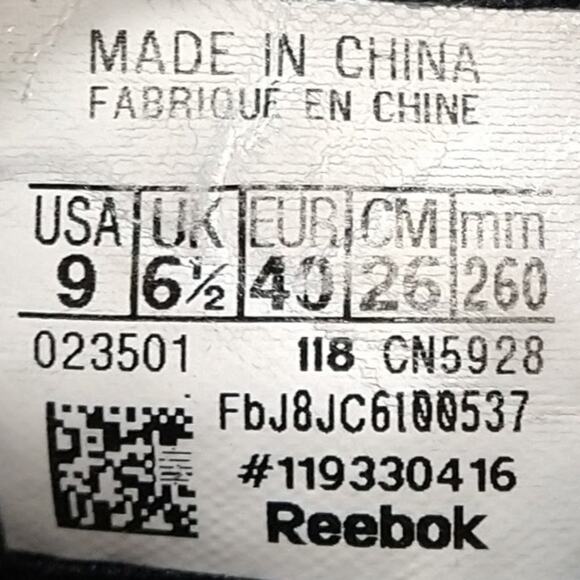 MADE IN CHINA
FABRIQUÉ EN CHINE
USA UK EUR CM mm
9 6½ 40 26 260
023501 118 CN5928
FbJ8JC6100537
#119330416
Reebok